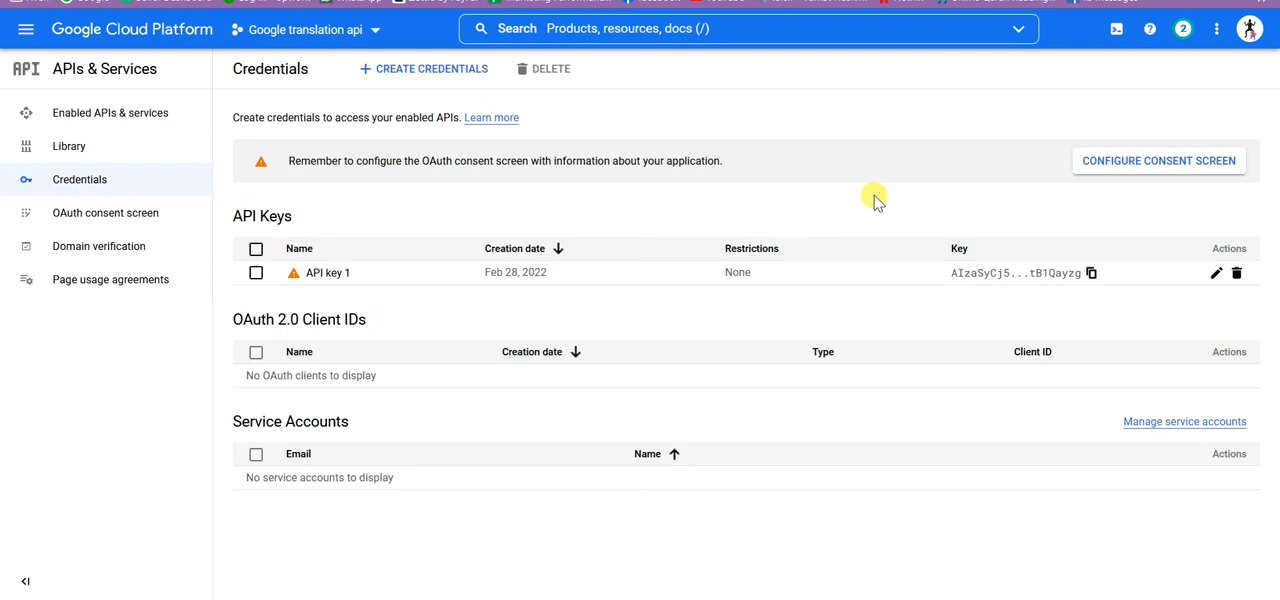 Google Cloud Platform
Google translation api
Search Products, resources, docs (/)
2
API APIs & Services
Credentials
+ CREATE CREDENTIALS
DELETE
Enabled APIs & services
Library
Credentials
OAuth consent screen
Domain verification
Page usage agreements
Create credentials to access your enabled APIs. Learn more
Remember to configure the OAuth consent screen with information about your application.
CONFIGURE CONSENT SCREEN
API Keys
Name Creation date Restrictions Key Actions
API key 1 Feb 28, 2022 None AIzaSyCj5...tB1Qayzg
OAuth 2.0 Client IDs
Name Creation date Type Client ID Actions
No OAuth clients to display
Service Accounts
Manage service accounts
Email Name Actions
No service accounts to display